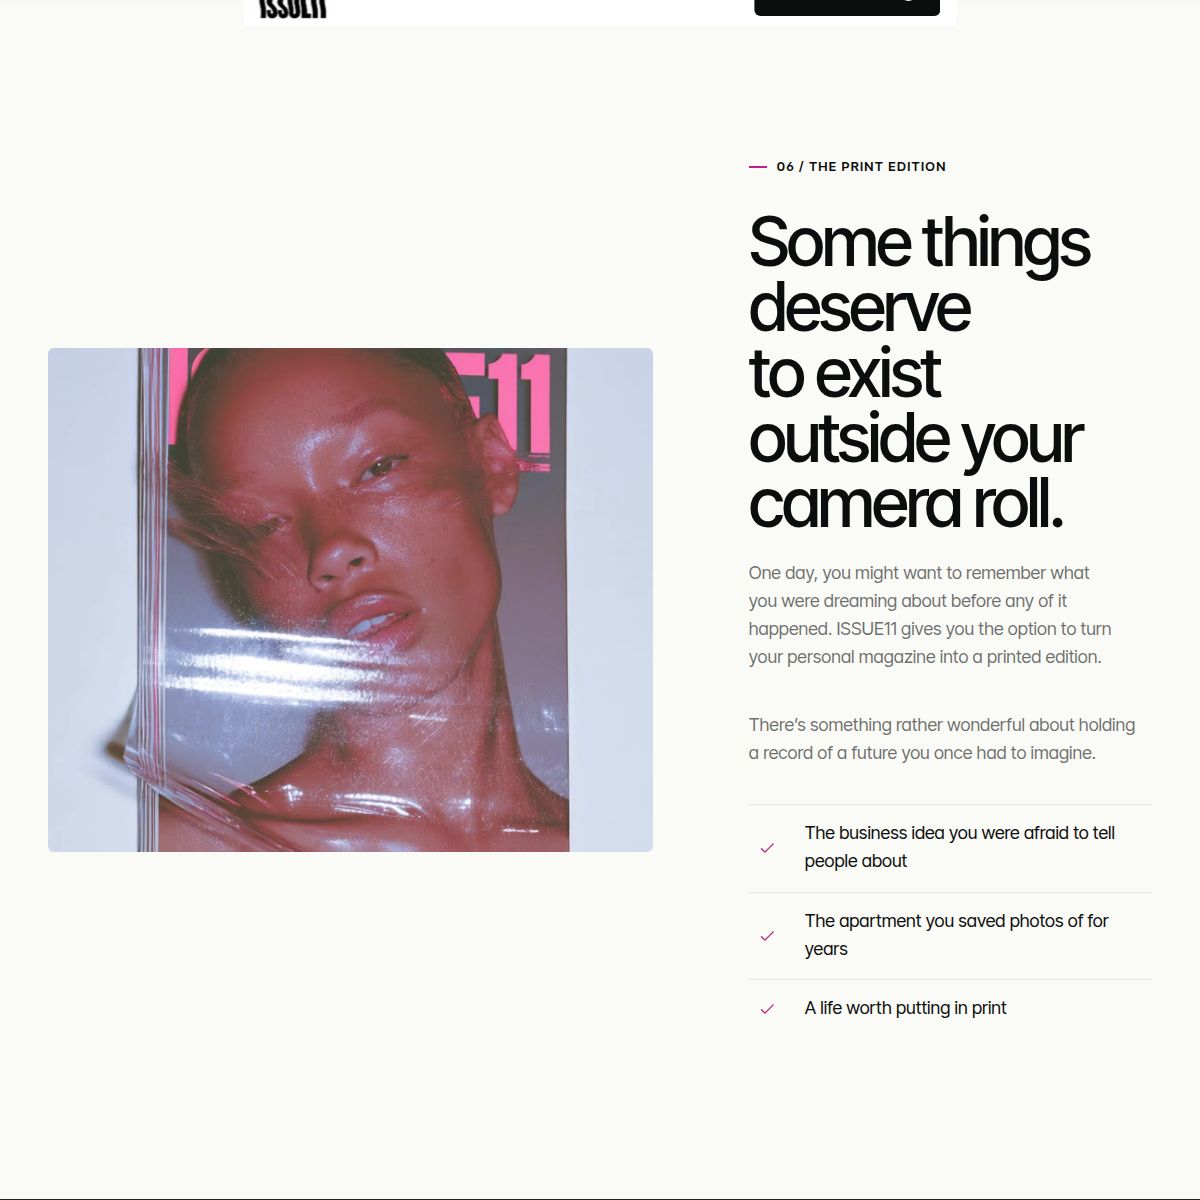 ISSUE11
06 / THE PRINT EDITION
Some things
deserve
to exist
outside your
camera roll.
One day, you might want to remember what
you were dreaming about before any of it
happened. ISSUE11 gives you the option to turn
your personal magazine into a printed edition.
There’s something rather wonderful about holding
a record of a future you once had to imagine.
The business idea you were afraid to tell
people about
The apartment you saved photos of for
years
A life worth putting in print